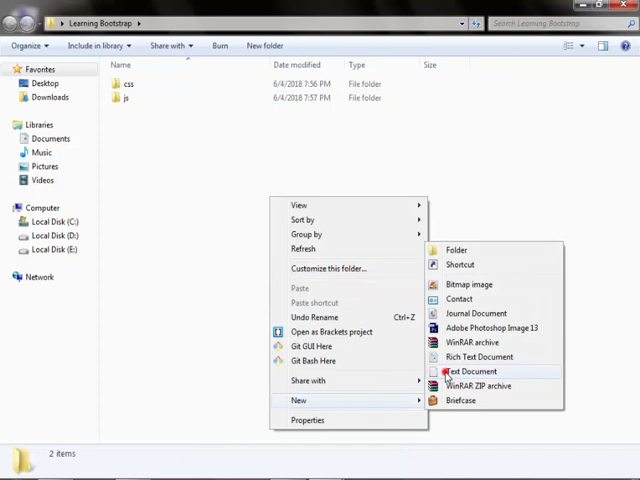 Learning Bootstrap
Search Learning Bootstrap
Organize
Include in library
Share with
Burn
New folder
Favorites
Desktop
Downloads
Libraries
Documents
Music
Pictures
Videos
Computer
Local Disk (C:)
Local Disk (D:)
Local Disk (E:)
Network
Name Date modified Type Size
css 6/4/2018 7:56 PM File folder
js 6/4/2018 7:57 PM File folder
View
Sort by
Group by
Refresh
Customize this folder...
Paste
Paste shortcut
Undo Rename Ctrl+Z
Open as Brackets project
Git GUI Here
Git Bash Here
Share with
New
Properties
Folder
Shortcut
Bitmap image
Contact
Journal Document
Adobe Photoshop Image 13
WinRAR archive
Rich Text Document
Text Document
WinRAR ZIP archive
Briefcase
2 items